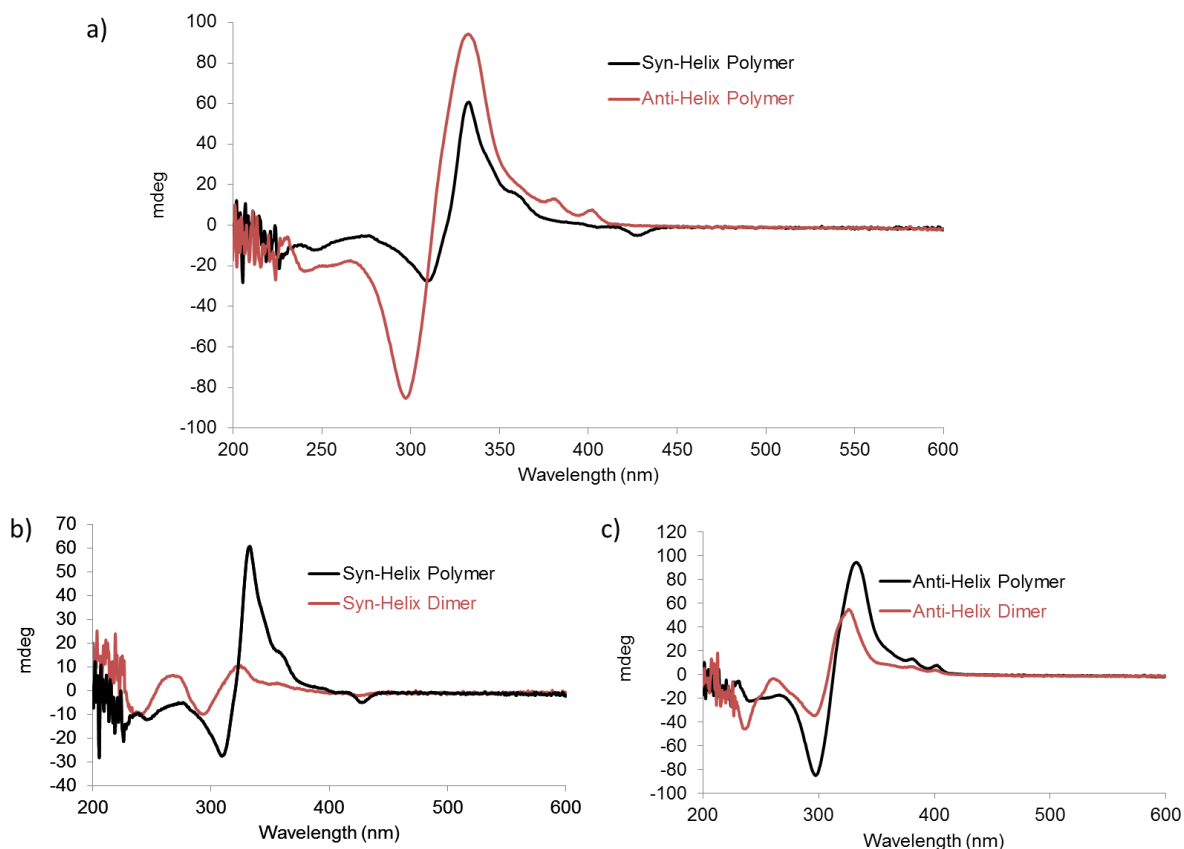 a)
100
80
60
40
20
0
-20
-40
-60
-80
-100
mdeg
Syn-Helix Polymer
Anti-Helix Polymer
200 250 300 350 400 450 500 550 600
Wavelength (nm)
b)
70
60
50
40
30
20
10
0
-10
-20
-30
-40
mdeg
Syn-Helix Polymer
Syn-Helix Dimer
200 300 400 500 600
Wavelength (nm)
c)
120
100
80
60
40
20
0
-20
-40
-60
-80
-100
mdeg
Anti-Helix Polymer
Anti-Helix Dimer
200 300 400 500 600
Wavelength (nm)